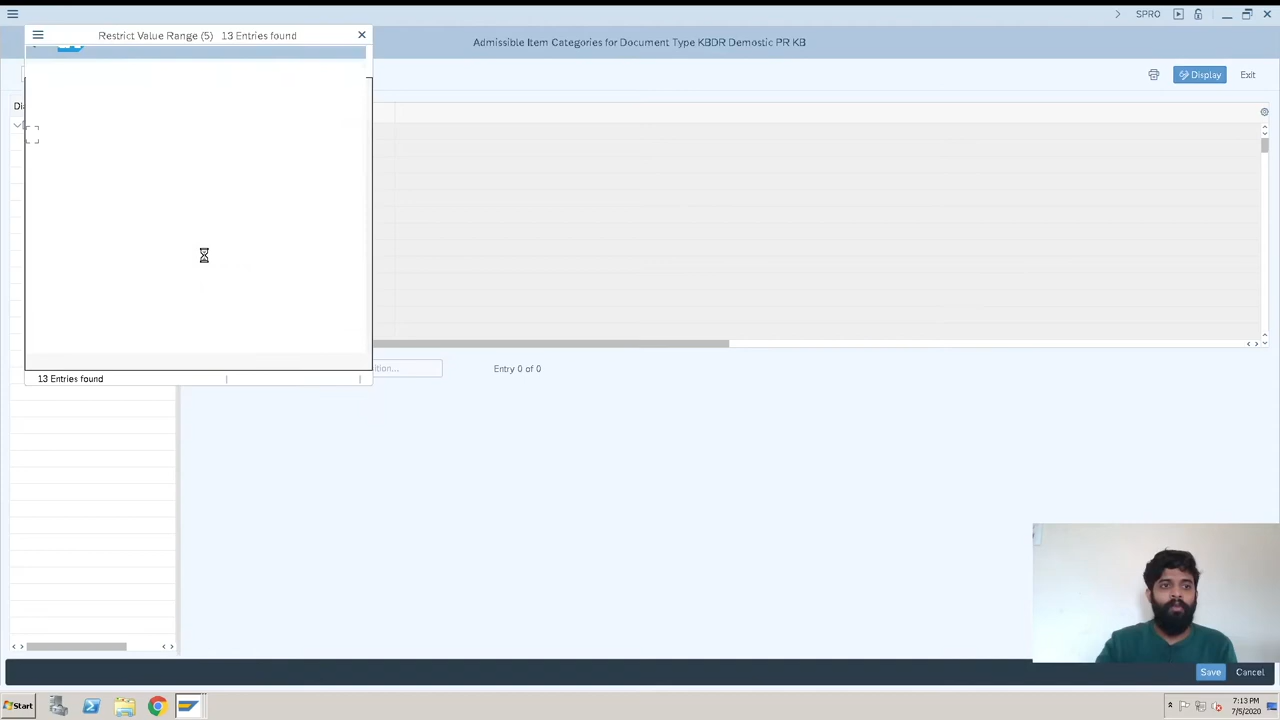 SPRO
Restrict Value Range (5) 13 Entries found
Admissible Item Categories for Document Type KBDR Demostic PR KB
Display
Exit
Entry 0 of 0
13 Entries found
Save
Cancel
Start
7:13 PM
7/5/2020